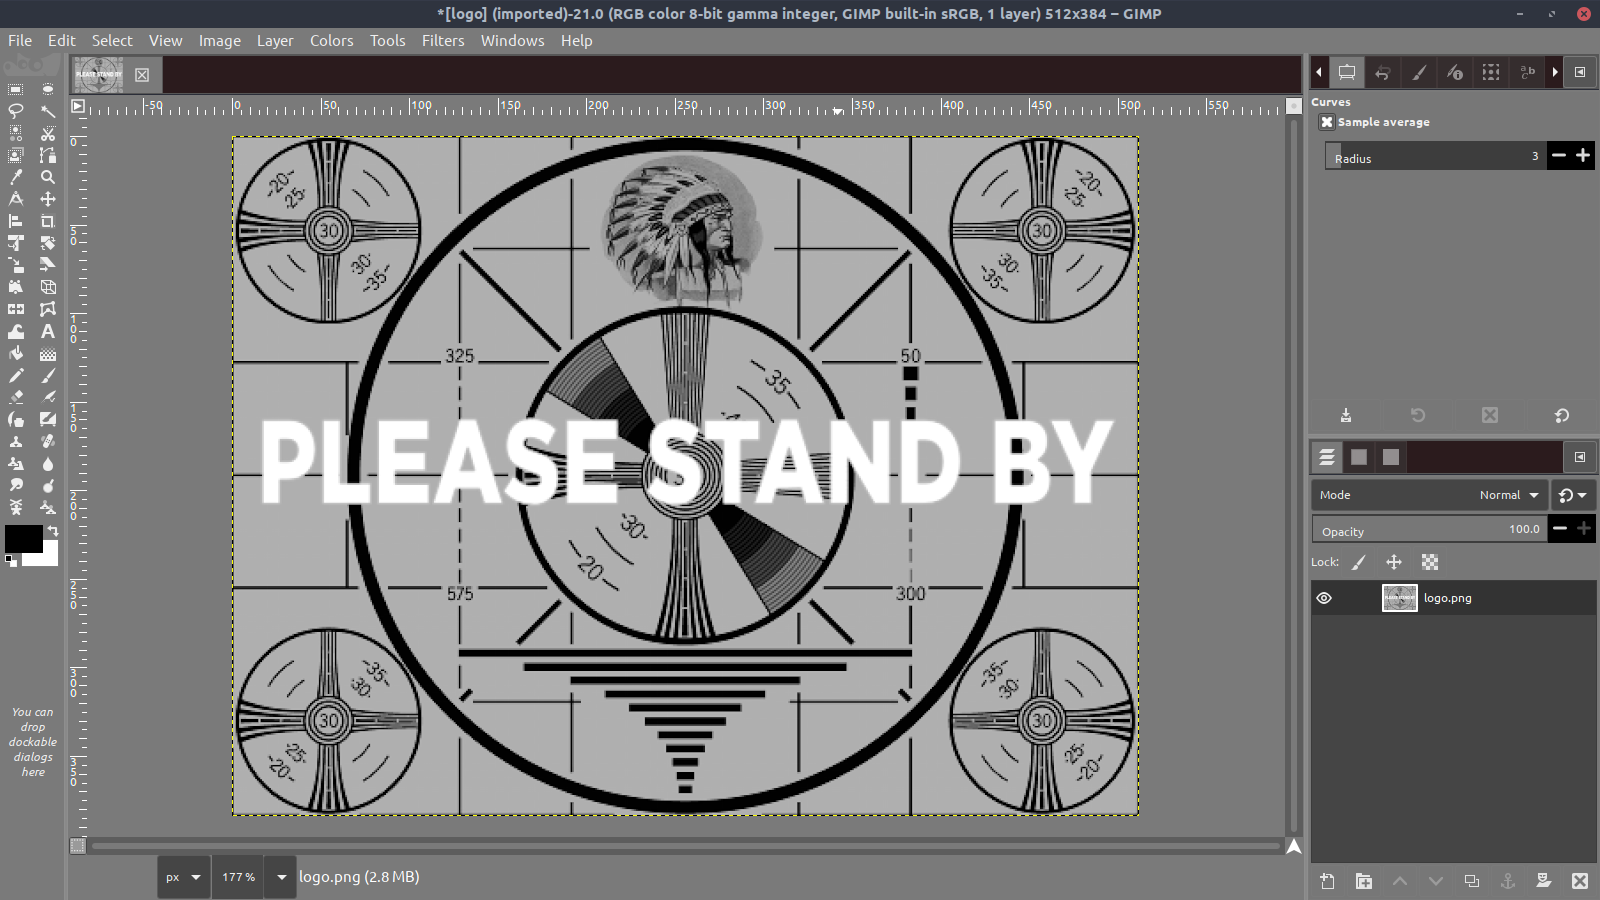 *[logo] (imported)-21.0 (RGB color 8-bit gamma integer, GIMP built-in sRGB, 1 layer) 512x384 – GIMP
File Edit Select View Image Layer Colors Tools Filters Windows Help
PLEASE STAND BY
-50 0 50 100 150 200 250 300 350 400 450 500 550
Curves
Sample average
Radius 3
0
50
100
150
200
250
300
350
-20-
-25-
30
-30-
-35-
-20-
-25-
30
-30-
-35-
325
50
-35-
PLEASE STAND BY
-30-
-20-
575
300
-35-
-30-
30
-25-
-20-
-35-
-30-
30
-25-
-20-
Mode Normal
Opacity 100.0
Lock:
logo.png
You can
drop
dockable
dialogs
here
px 177 % logo.png (2.8 MB)